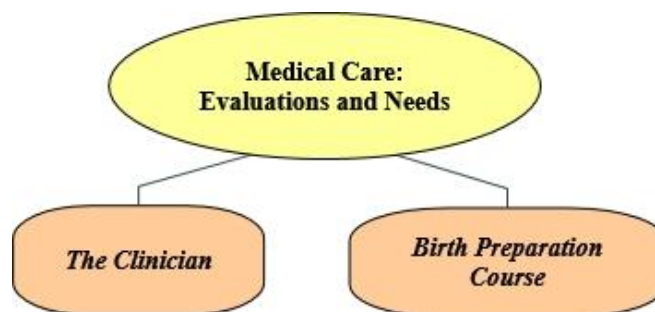 Medical Care:
Evaluations and Needs
The Clinician
Birth Preparation
Course